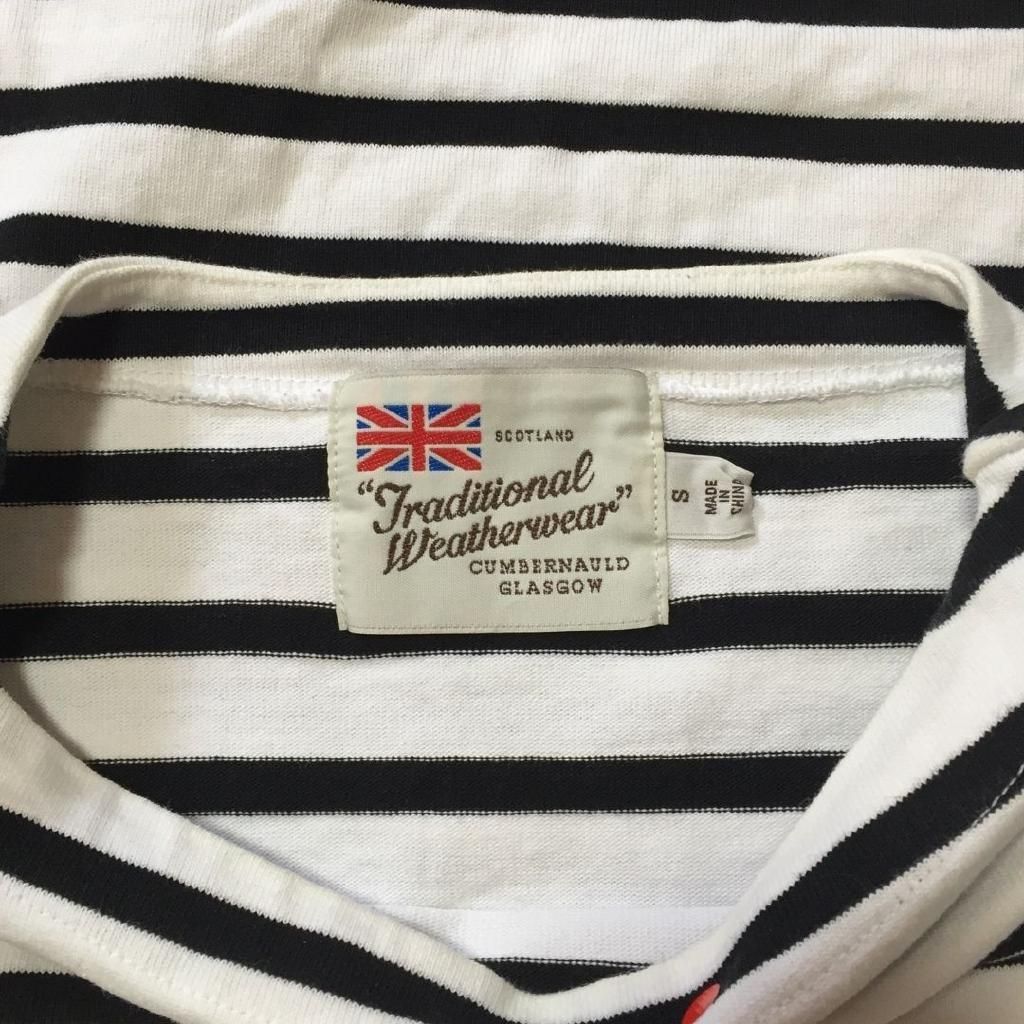 SCOTLAND
"Traditional
Weatherwear"
CUMBERNAULD
GLASGOW
S
MADE
IN
CHINA